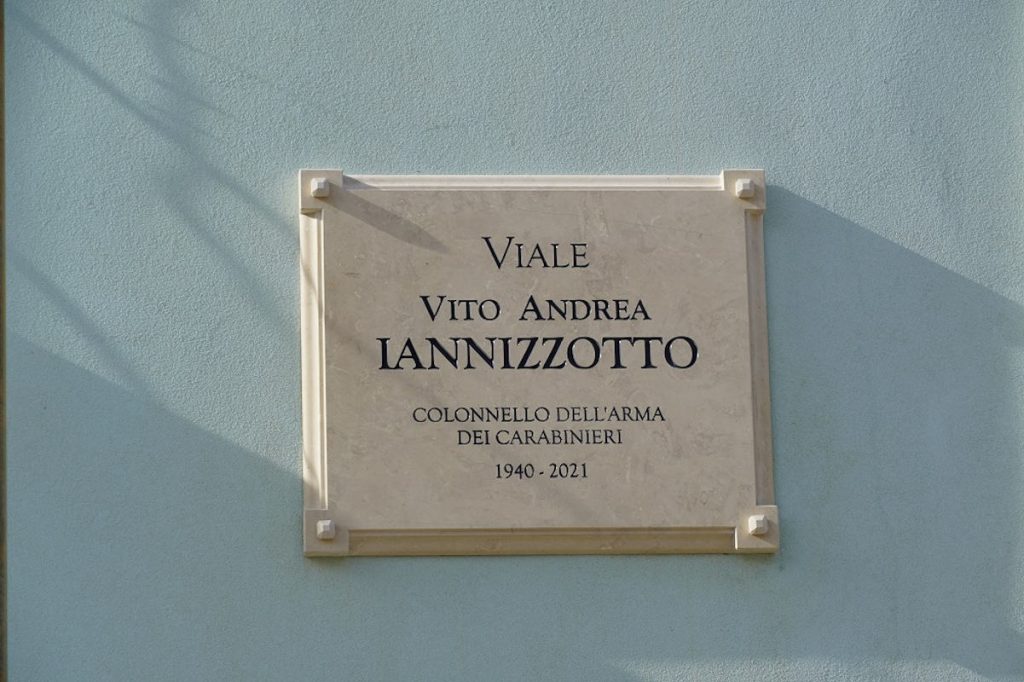 VIALE
VITO ANDREA
IANNIZZOTTO
COLONNELLO DELL'ARMA
DEI CARABINIERI
1940 - 2021